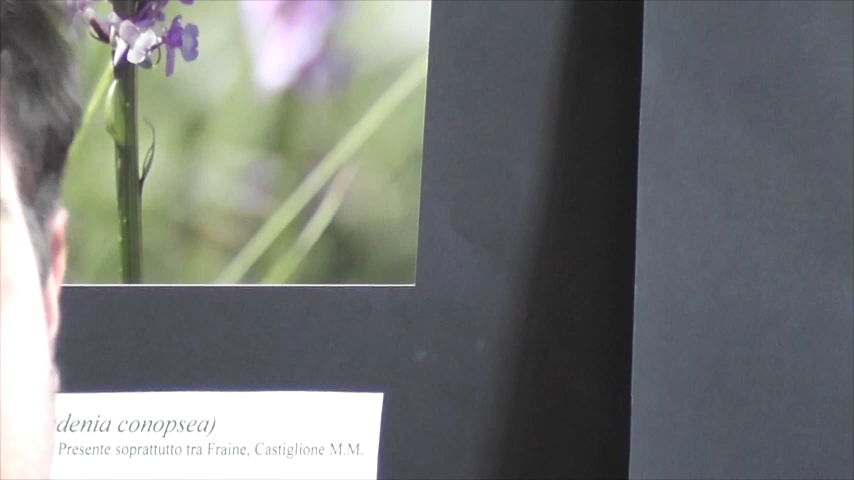 denia conopsea)
Presente soprattutto tra Fraine, Castiglione M.M.